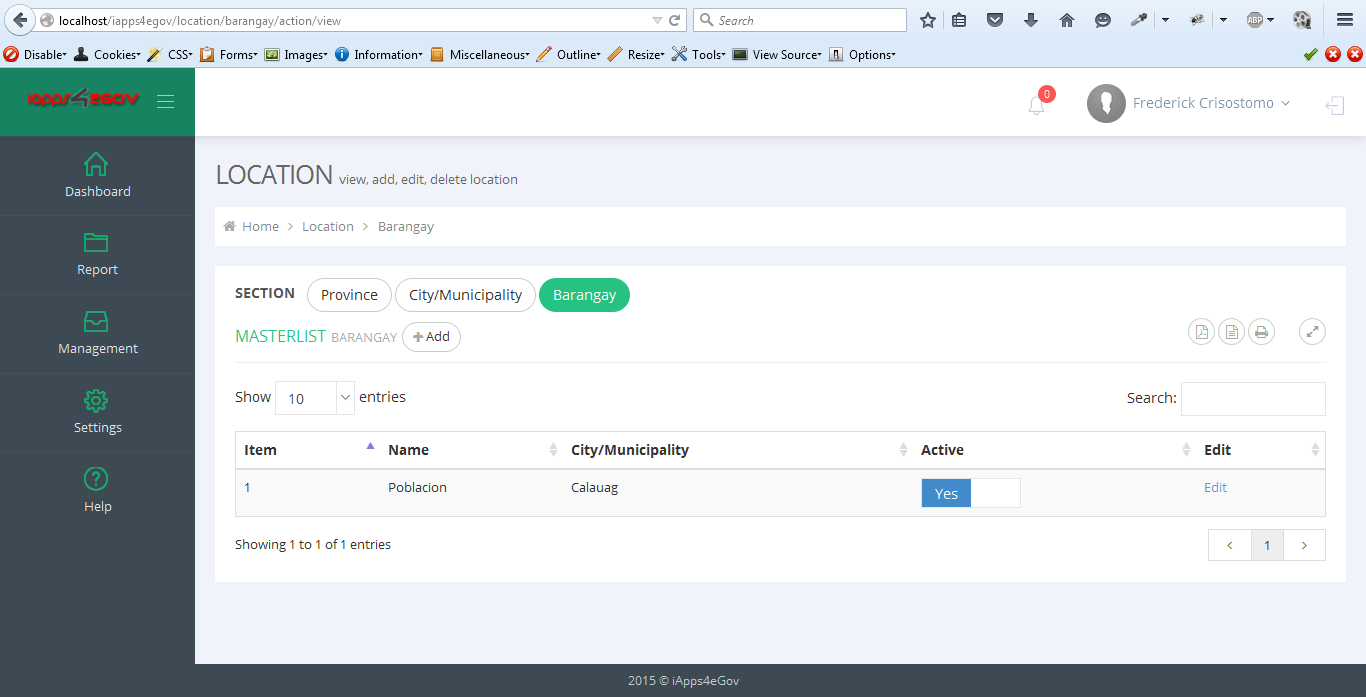 localhost/iapps4egov/location/barangay/action/view
Search
ABP
Disable Cookies CSS Forms Images Information Miscellaneous Outline Resize Tools View Source Options
iapps4eGov
0
Frederick Crisostomo
Dashboard
Report
Management
Settings
Help
LOCATION view, add, edit, delete location
Home > Location > Barangay
SECTION Province City/Municipality Barangay
MASTERLIST BARANGAY + Add
Show 10 entries
Search:
Item Name City/Municipality Active Edit
1 Poblacion Calauag Yes Edit
Showing 1 to 1 of 1 entries
< 1 >
2015 © iApps4eGov